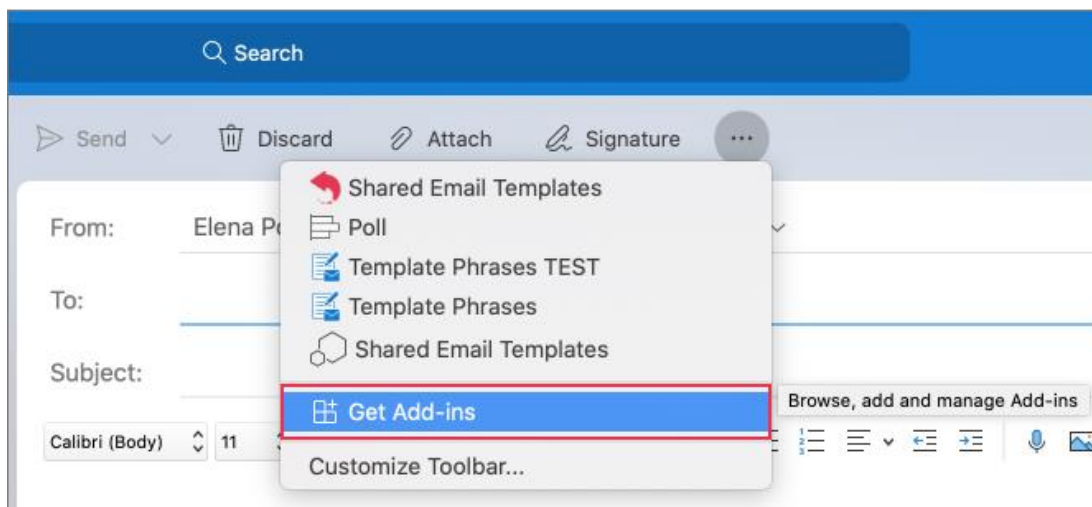 Search
Send Discard Attach Signature ...
Shared Email Templates
From: Elena Po
Poll
Template Phrases TEST
To:
Template Phrases
Shared Email Templates
Subject:
Get Add-ins
Browse, add and manage Add-ins
Calibri (Body) 11
Customize Toolbar...